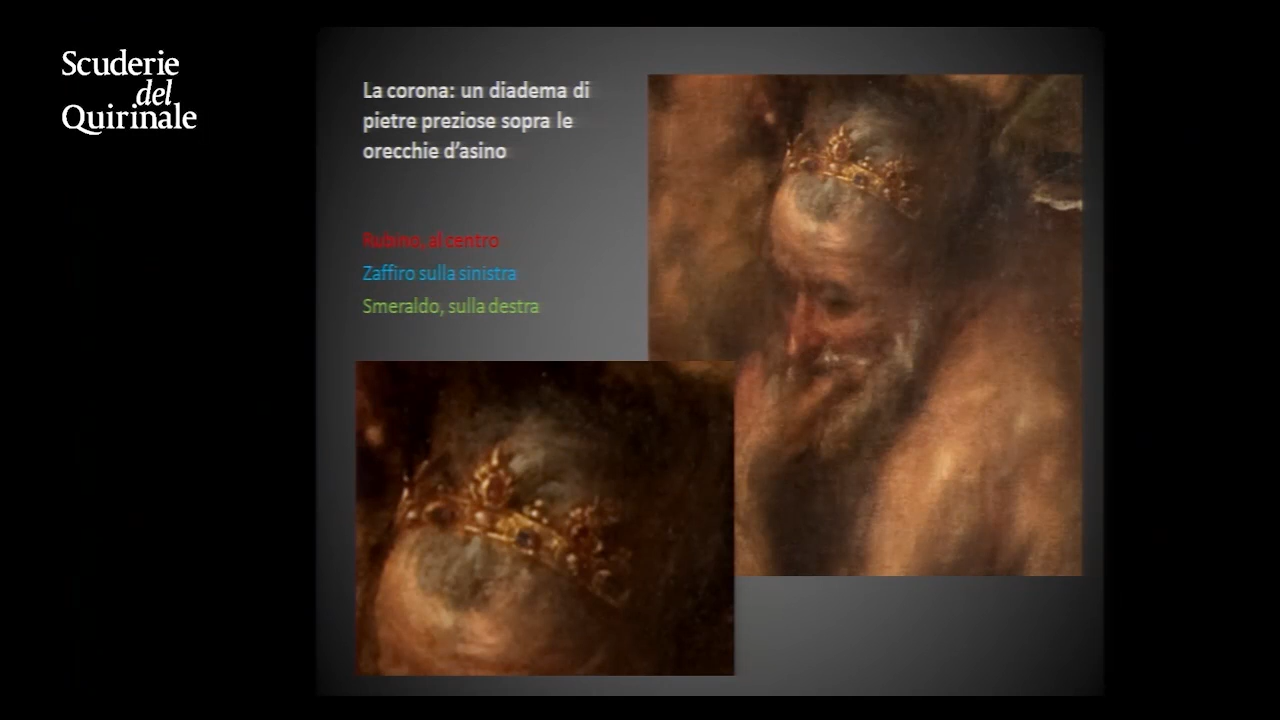 Scuderie
del
Quirinale
La corona: un diadema di
pietre preziose sopra le
orecchie d'asino
Rubino, al centro
Zaffiro sulla sinistra
Smeraldo, sulla destra